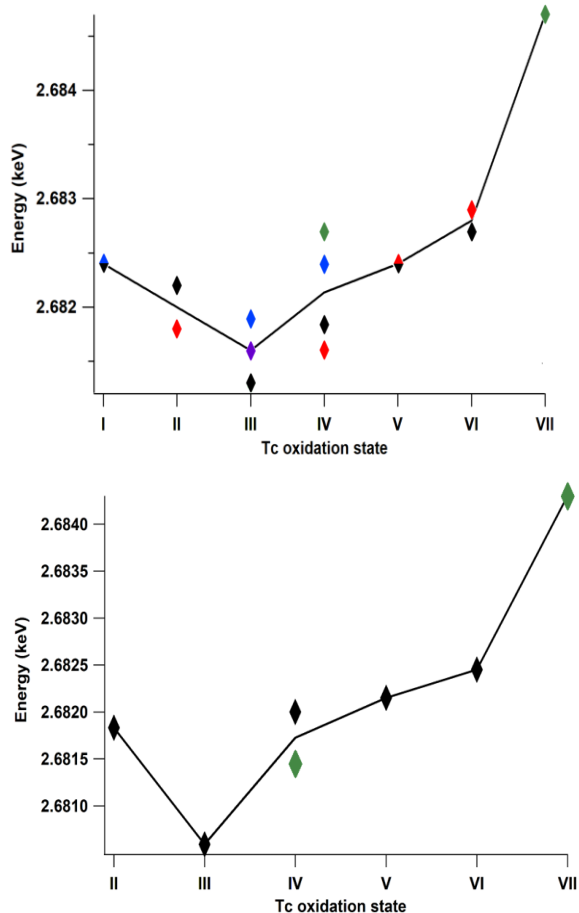 Energy (keV)
2.684
2.683
2.682
I II III IV V VI VII
Tc oxidation state
Energy (keV)
2.6840
2.6835
2.6830
2.6825
2.6820
2.6815
2.6810
II III IV V VI VII
Tc oxidation state